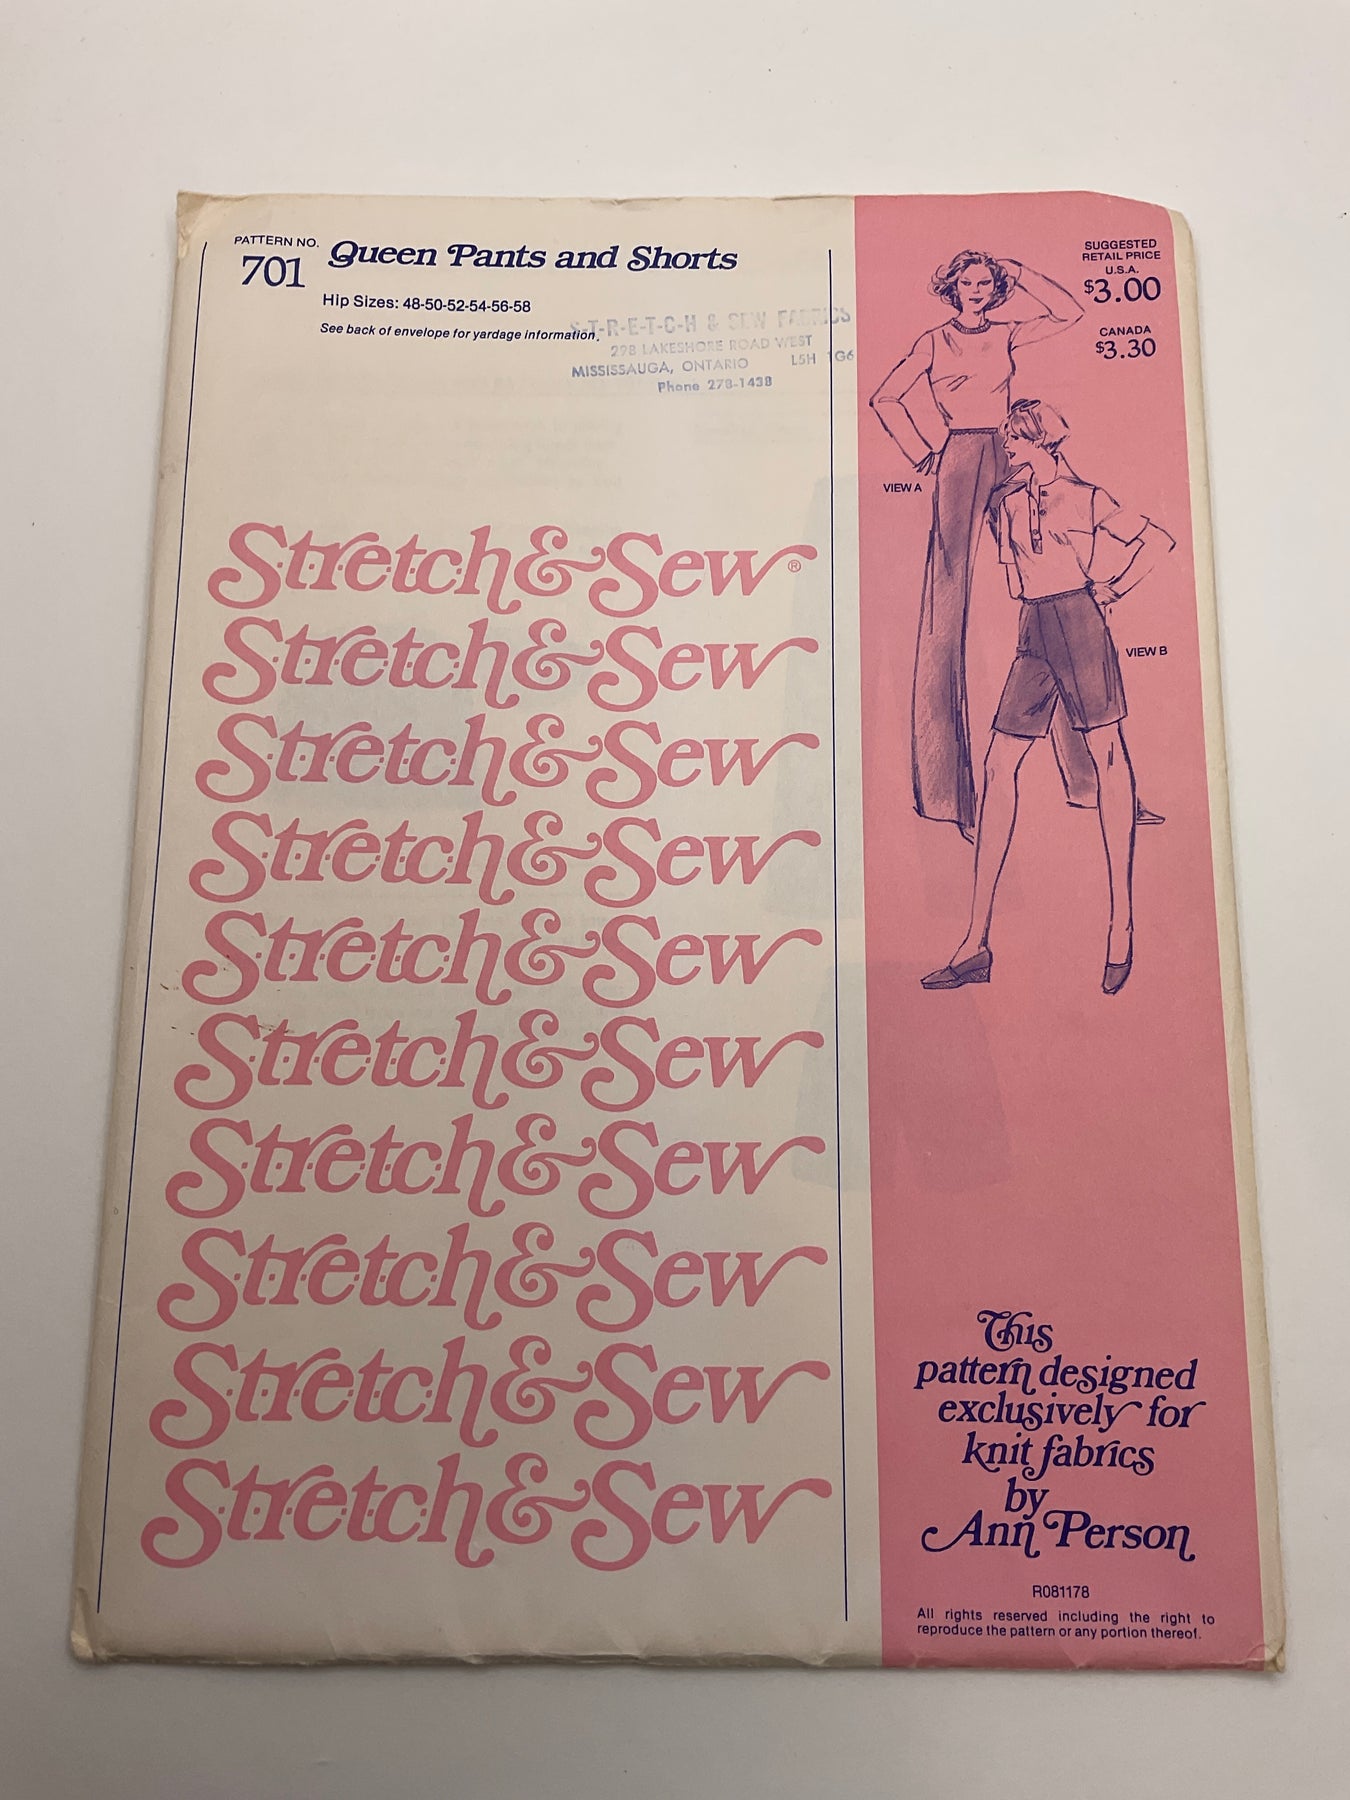 PATTERN NO.
701
Queen Pants and Shorts
Hip Sizes: 48-50-52-54-56-58
See back of envelope for yardage information.
S-T-R-E-T-C-H & SEW FABRICS
29B LAKESHORE ROAD WEST
MISSISSAUGA, ONTARIO L5H 1G6
Phone 278-1438
SUGGESTED
RETAIL PRICE
U.S.A.
$3.00
CANADA
$3.30
VIEW A
VIEW B
Stretch & Sew®
Stretch & Sew
Stretch & Sew
Stretch & Sew
Stretch & Sew
Stretch & Sew
Stretch & Sew
Stretch & Sew
Stretch & Sew
Stretch & Sew
This
pattern designed
exclusively for
knit fabrics
by
Ann Person
R081178
All rights reserved including the right to
reproduce the pattern or any portion thereof.